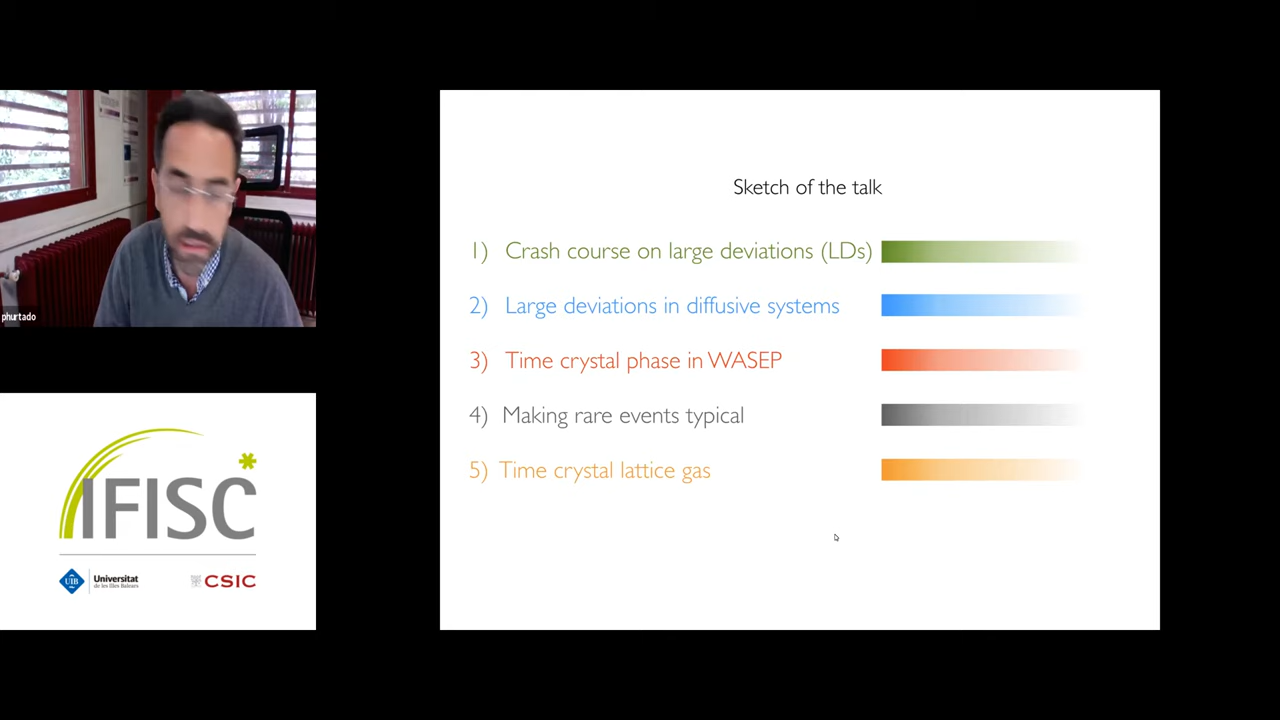 phurtado
IFISC
UIB
Universitat
de les Illes Balears
CSIC
Sketch of the talk
1) Crash course on large deviations (LDs)
2) Large deviations in diffusive systems
3) Time crystal phase in WASEP
4) Making rare events typical
5) Time crystal lattice gas